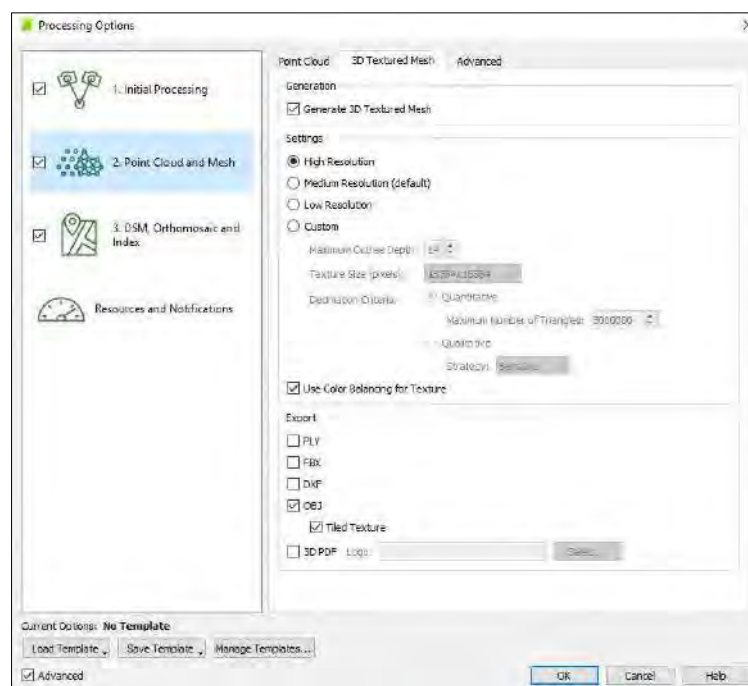 Processing Options
1. Initial Processing
2. Point Cloud and Mesh
3. DSM, Orthomosaic and
Index
Resources and Notifications
Point Cloud
3D Textured Mesh
Advanced
Generation
Generate 3D Textured Mesh
Settings
High Resolution
Medium Resolution (default)
Low Resolution
Custom
Maximum Octree Depth: 14
Texture Size (pixels):
Decimation Criteria:
Quantitative
Maximum Number of Triangles:
Qualitative
Strategy: Sensitive
Use Color Balancing for Texture
Export
PLY
FBX
DXF
OBJ
Tiled Texture
3D PDF Logo:
Select...
Current Options: No Template
Load Template
Save Template
Manage Templates...
Advanced
OK
Cancel
Help